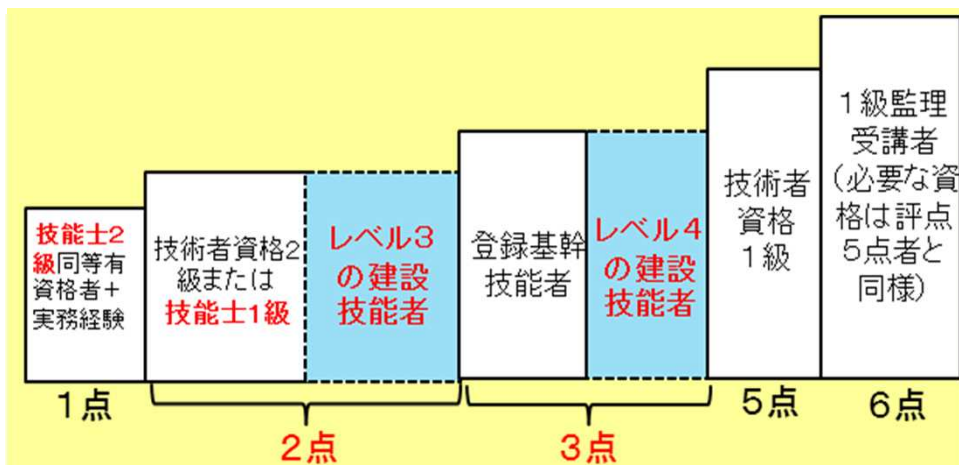 技能士2
級同等有
資格者＋
実務経験
技術者資格2
級または
技能士1級
レベル3
の建設
技能者
登録基幹
技能者
レベル4
の建設
技能者
技術者
資格
1級
1級監理
受講者
(必要な資
格は評点
5点者と
同様)
1点
2点
3点
5点
6点